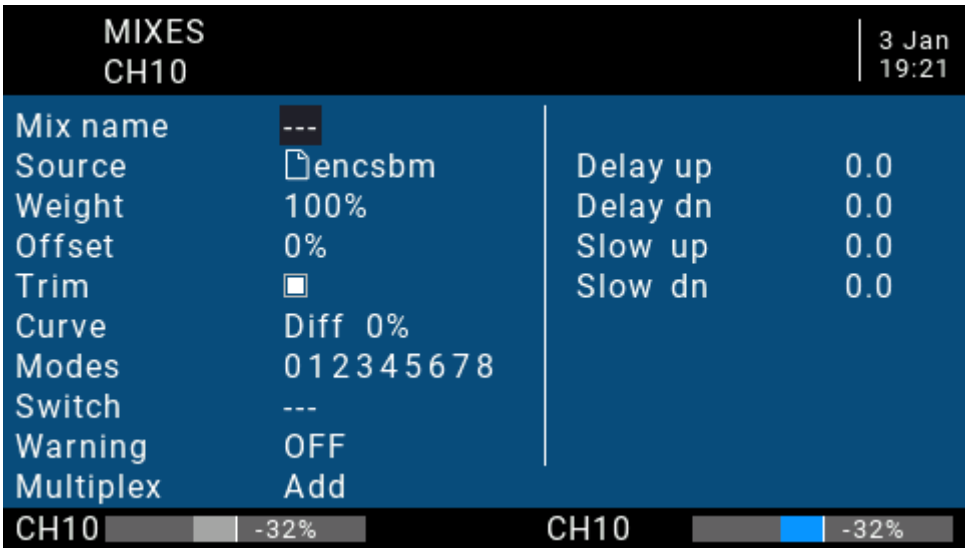 MIXES
CH10
3 Jan
19:21
Mix name ---
Source encsbm
Weight 100%
Offset 0%
Trim
Curve Diff 0%
Modes 012345678
Switch ---
Warning OFF
Multiplex Add
Delay up 0.0
Delay dn 0.0
Slow up 0.0
Slow dn 0.0
CH10 -32%
CH10 -32%